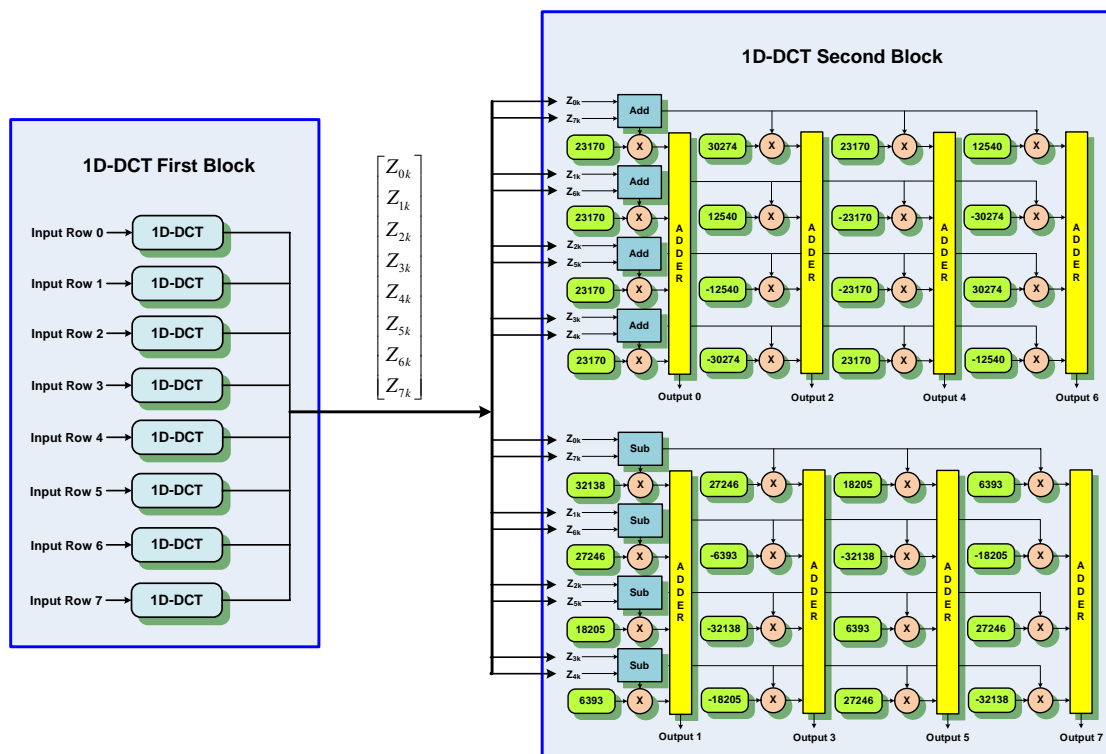 1D-DCT First Block
Input Row 0
1D-DCT
Input Row 1
1D-DCT
Input Row 2
1D-DCT
Input Row 3
1D-DCT
Input Row 4
1D-DCT
Input Row 5
1D-DCT
Input Row 6
1D-DCT
Input Row 7
1D-DCT
Z0k
Z1k
Z2k
Z3k
Z4k
Z5k
Z6k
Z7k
1D-DCT Second Block
Z0k
Z7k
Add
23170 X 30274 X 23170 X 12540 X
Z1k
Z6k
Add
23170 X 12540 X -23170 X -30274 X
Z2k
Z5k
Add
23170 X -12540 X -23170 X 30274 X
Z3k
Z4k
Add
23170 X -30274 X 23170 X -12540 X
ADDER
ADDER
ADDER
ADDER
Output 0 Output 2 Output 4 Output 6
Z0k
Z7k
Sub
32138 X 27246 X 18205 X 6393 X
Z1k
Z6k
Sub
27246 X -6393 X -32138 X -18205 X
Z2k
Z5k
Sub
18205 X -32138 X 6393 X 27246 X
Z3k
Z4k
Sub
6393 X -18205 X 27246 X -32138 X
ADDER
ADDER
ADDER
ADDER
Output 1 Output 3 Output 5 Output 7